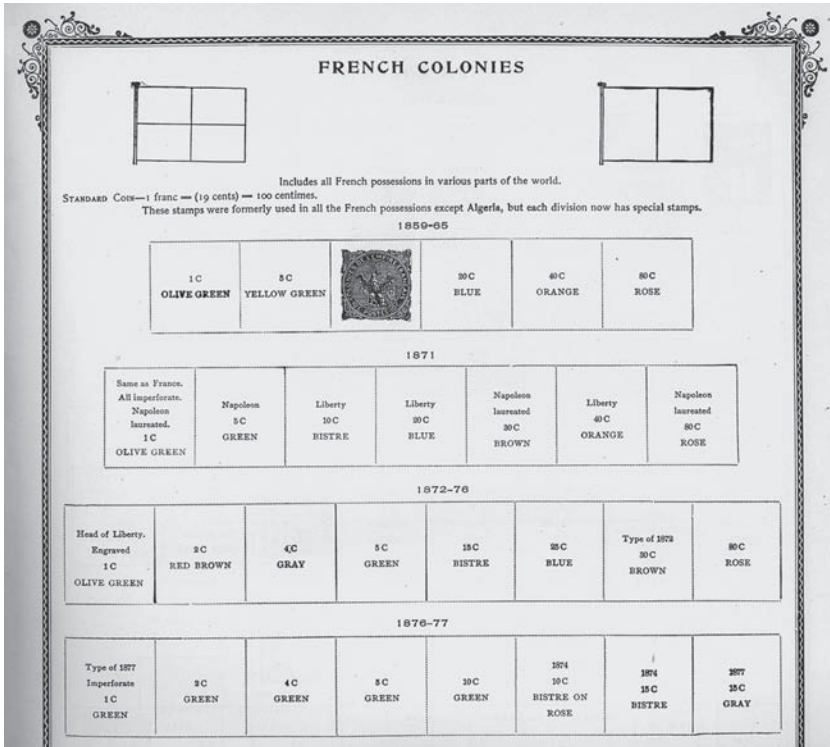 FRENCH COLONIES
Includes all French possessions in various parts of the world.
STANDARD COIN—1 franc — (19 cents) — 100 centimes.
These stamps were formerly used in all the French possessions except Algeria, but each division now has special stamps.
1859-65
1 C
OLIVE GREEN
5 C
YELLOW GREEN
20 C
BLUE
40 C
ORANGE
80 C
ROSE
1871
Same as France.
All imperforate.
Napoleon
laureated.
1 C
OLIVE GREEN
Napoleon
5 C
GREEN
Liberty
10 C
BISTRE
Liberty
20 C
BLUE
Napoleon
laureated
30 C
BROWN
Liberty
40 C
ORANGE
Napoleon
laureated
80 C
ROSE
1872-76
Head of Liberty.
Engraved
1 C
OLIVE GREEN
2 C
RED BROWN
4 C
GRAY
5 C
GREEN
15 C
BISTRE
25 C
BLUE
Type of 1872
30 C
BROWN
80 C
ROSE
1876-77
Type of 1877
Imperforate
1 C
GREEN
2 C
GREEN
4 C
GREEN
5 C
GREEN
10 C
GREEN
1874
10 C
BISTRE ON
ROSE
1874
15 C
BISTRE
1877
15 C
GRAY